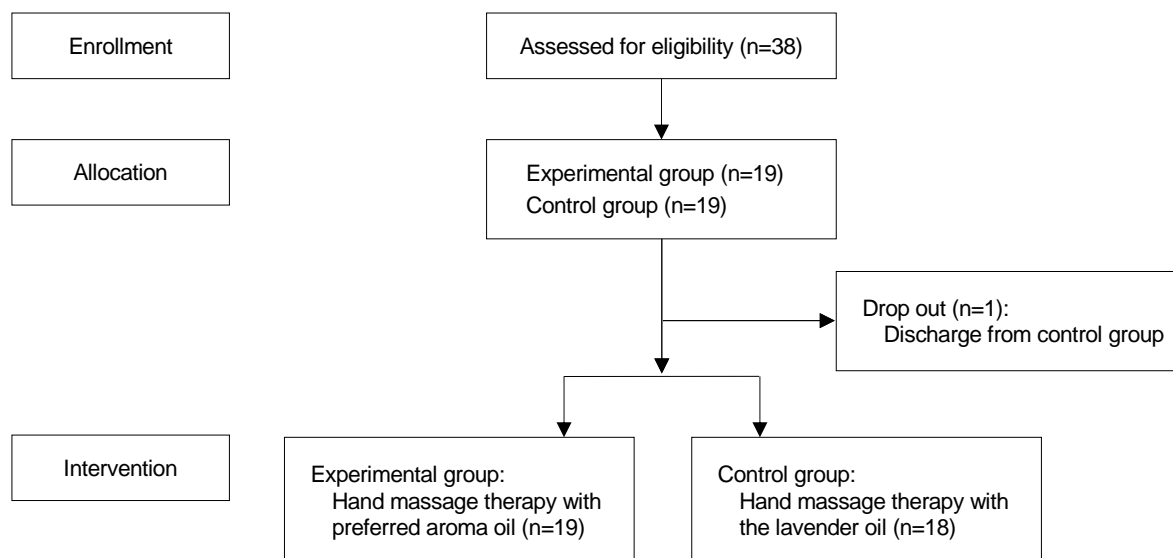 Enrollment
Assessed for eligibility (n=38)
Allocation
Experimental group (n=19)
Control group (n=19)
Drop out (n=1):
Discharge from control group
Intervention
Experimental group:
Hand massage therapy with
preferred aroma oil (n=19)
Control group:
Hand massage therapy with
the lavender oil (n=18)